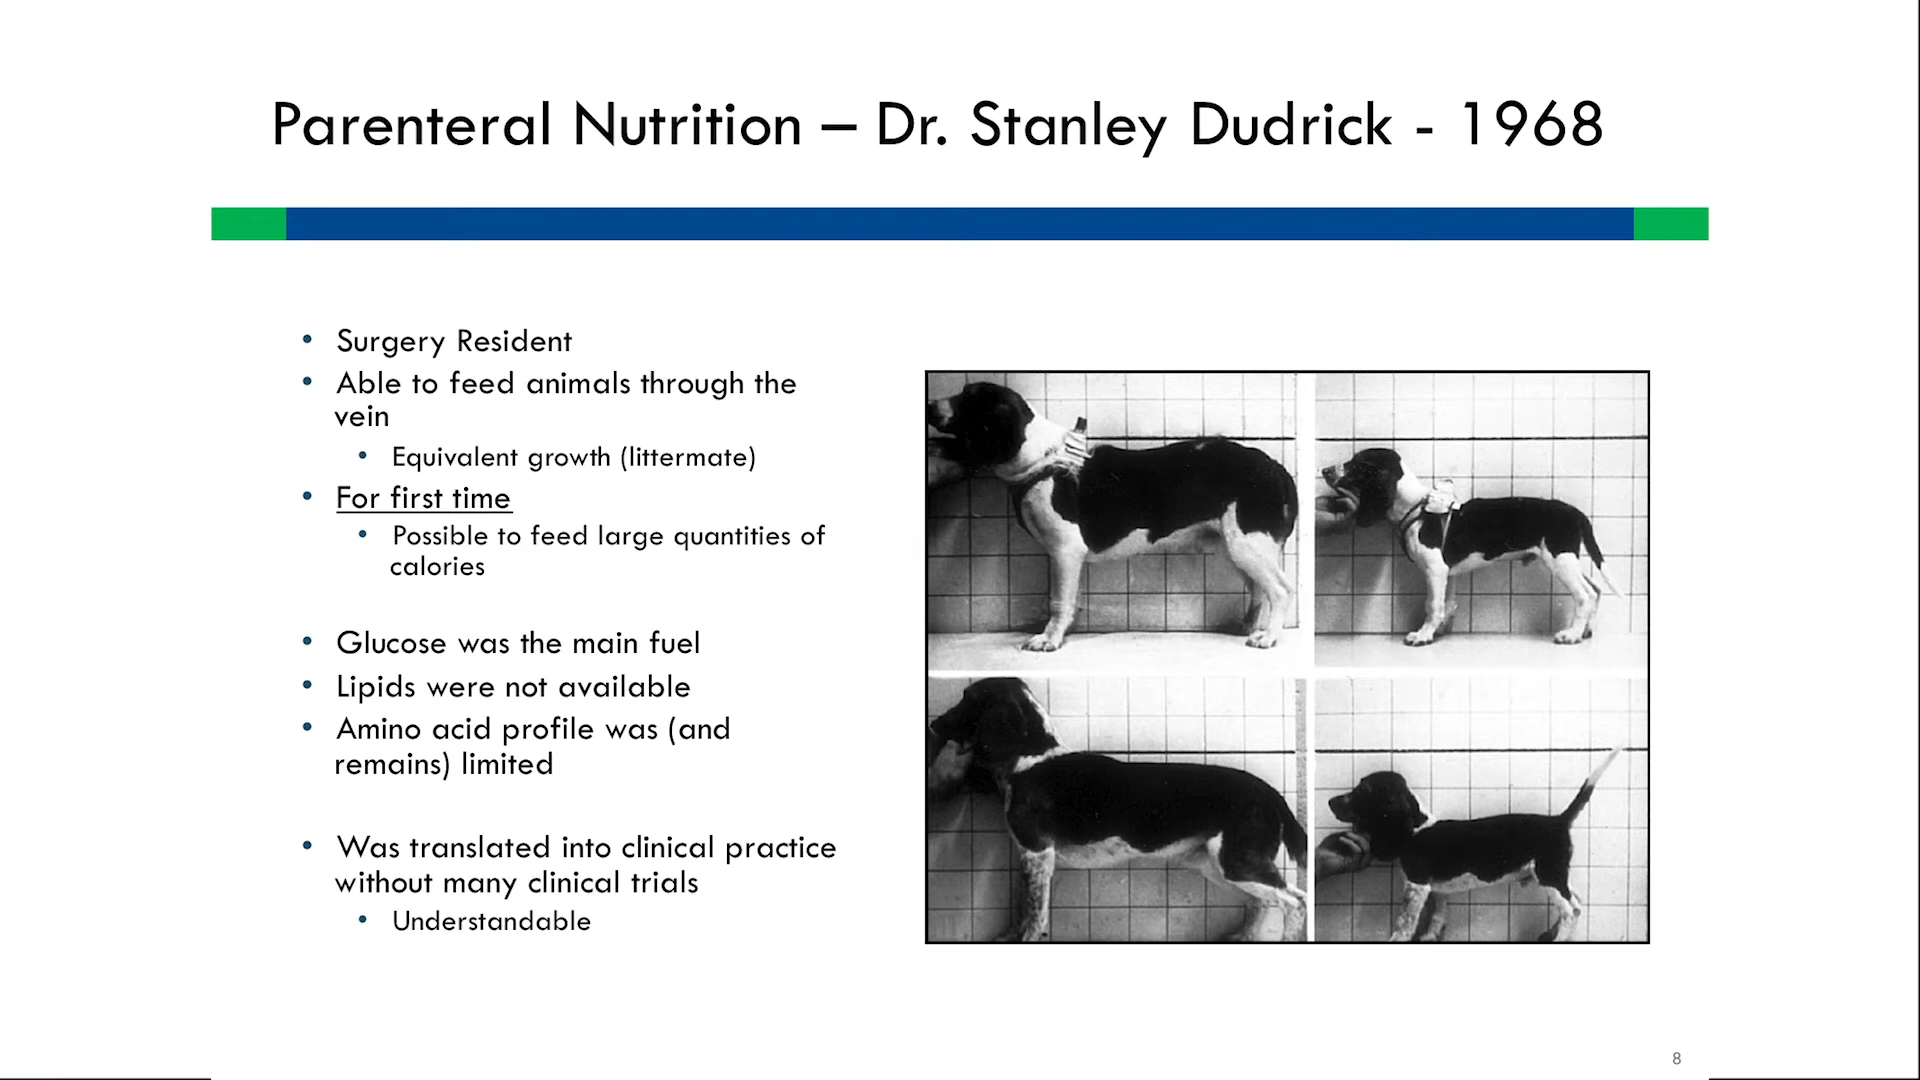 Parenteral Nutrition – Dr. Stanley Dudrick - 1968
• Surgery Resident
• Able to feed animals through the
vein
• Equivalent growth (littermate)
• For first time
• Possible to feed large quantities of
calories
• Glucose was the main fuel
• Lipids were not available
• Amino acid profile was (and
remains) limited
• Was translated into clinical practice
without many clinical trials
• Understandable
8